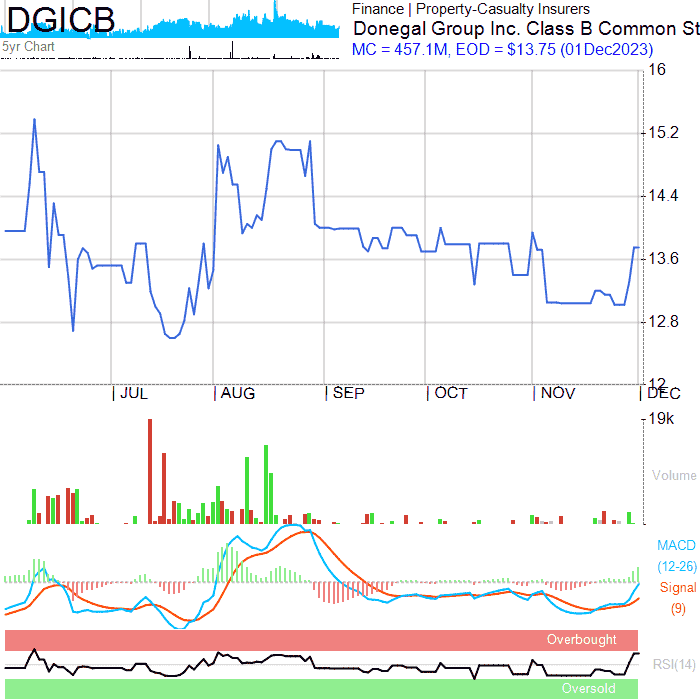 DGICB
5yr Chart
Finance | Property-Casualty Insurers
Donegal Group Inc. Class B Common St
MC = 457.1M, EOD = $13.75 (01Dec2023)
16
15.2
14.4
13.6
12.8
12
JUL AUG SEP OCT NOV DEC
19k
Volume
MACD
(12-26)
Signal
(9)
Overbought
RSI(14)
Oversold